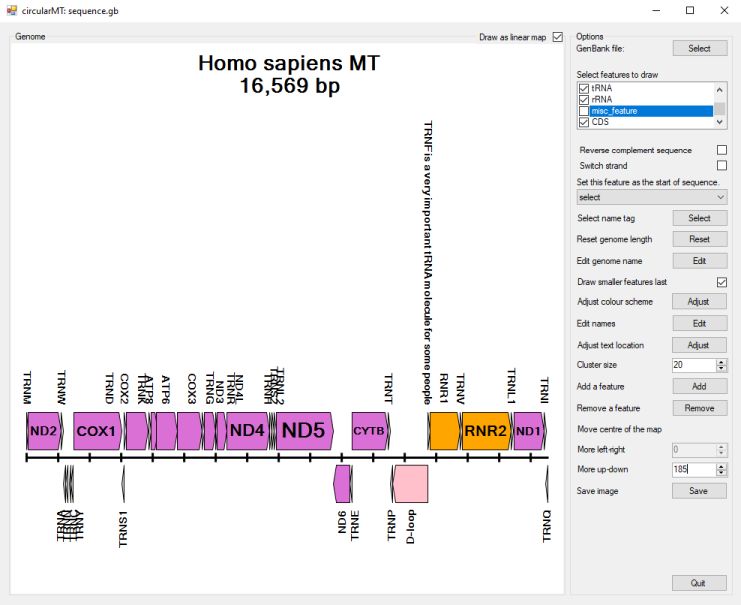 circularMT: sequence.gb
Genome
Draw as linear map
Homo sapiens MT
16,569 bp
TRNM
TRNW
TRND
COX2
TRNK
ATP8
ATP6
COX3
TRNG
ND3
TRNR
ND4L
TRNH
TRNL2
TRNT
TRNF is a very important tRNA molecule for some people
RNR1
TRNV
TRNL1
TRNI
ND2
COX1
ND4
ND5
CYTB
RNR2
ND1
TRNA
TRNN
TRNC
TRNY
TRNS1
ND6
TRNE
TRNP
D-loop
TRNQ
Options
GenBank file:
Select
Select features to draw
tRNA
rRNA
misc_feature
CDS
Reverse complement sequence
Switch strand
Set this feature as the start of sequence.
select
Select name tag
Select
Reset genome length
Reset
Edit genome name
Edit
Draw smaller features last
Adjust colour scheme
Adjust
Edit names
Edit
Adjust text location
Adjust
Cluster size
20
Add a feature
Add
Remove a feature
Remove
Move centre of the map
More left-right
0
More up-down
185
Save image
Save
Quit